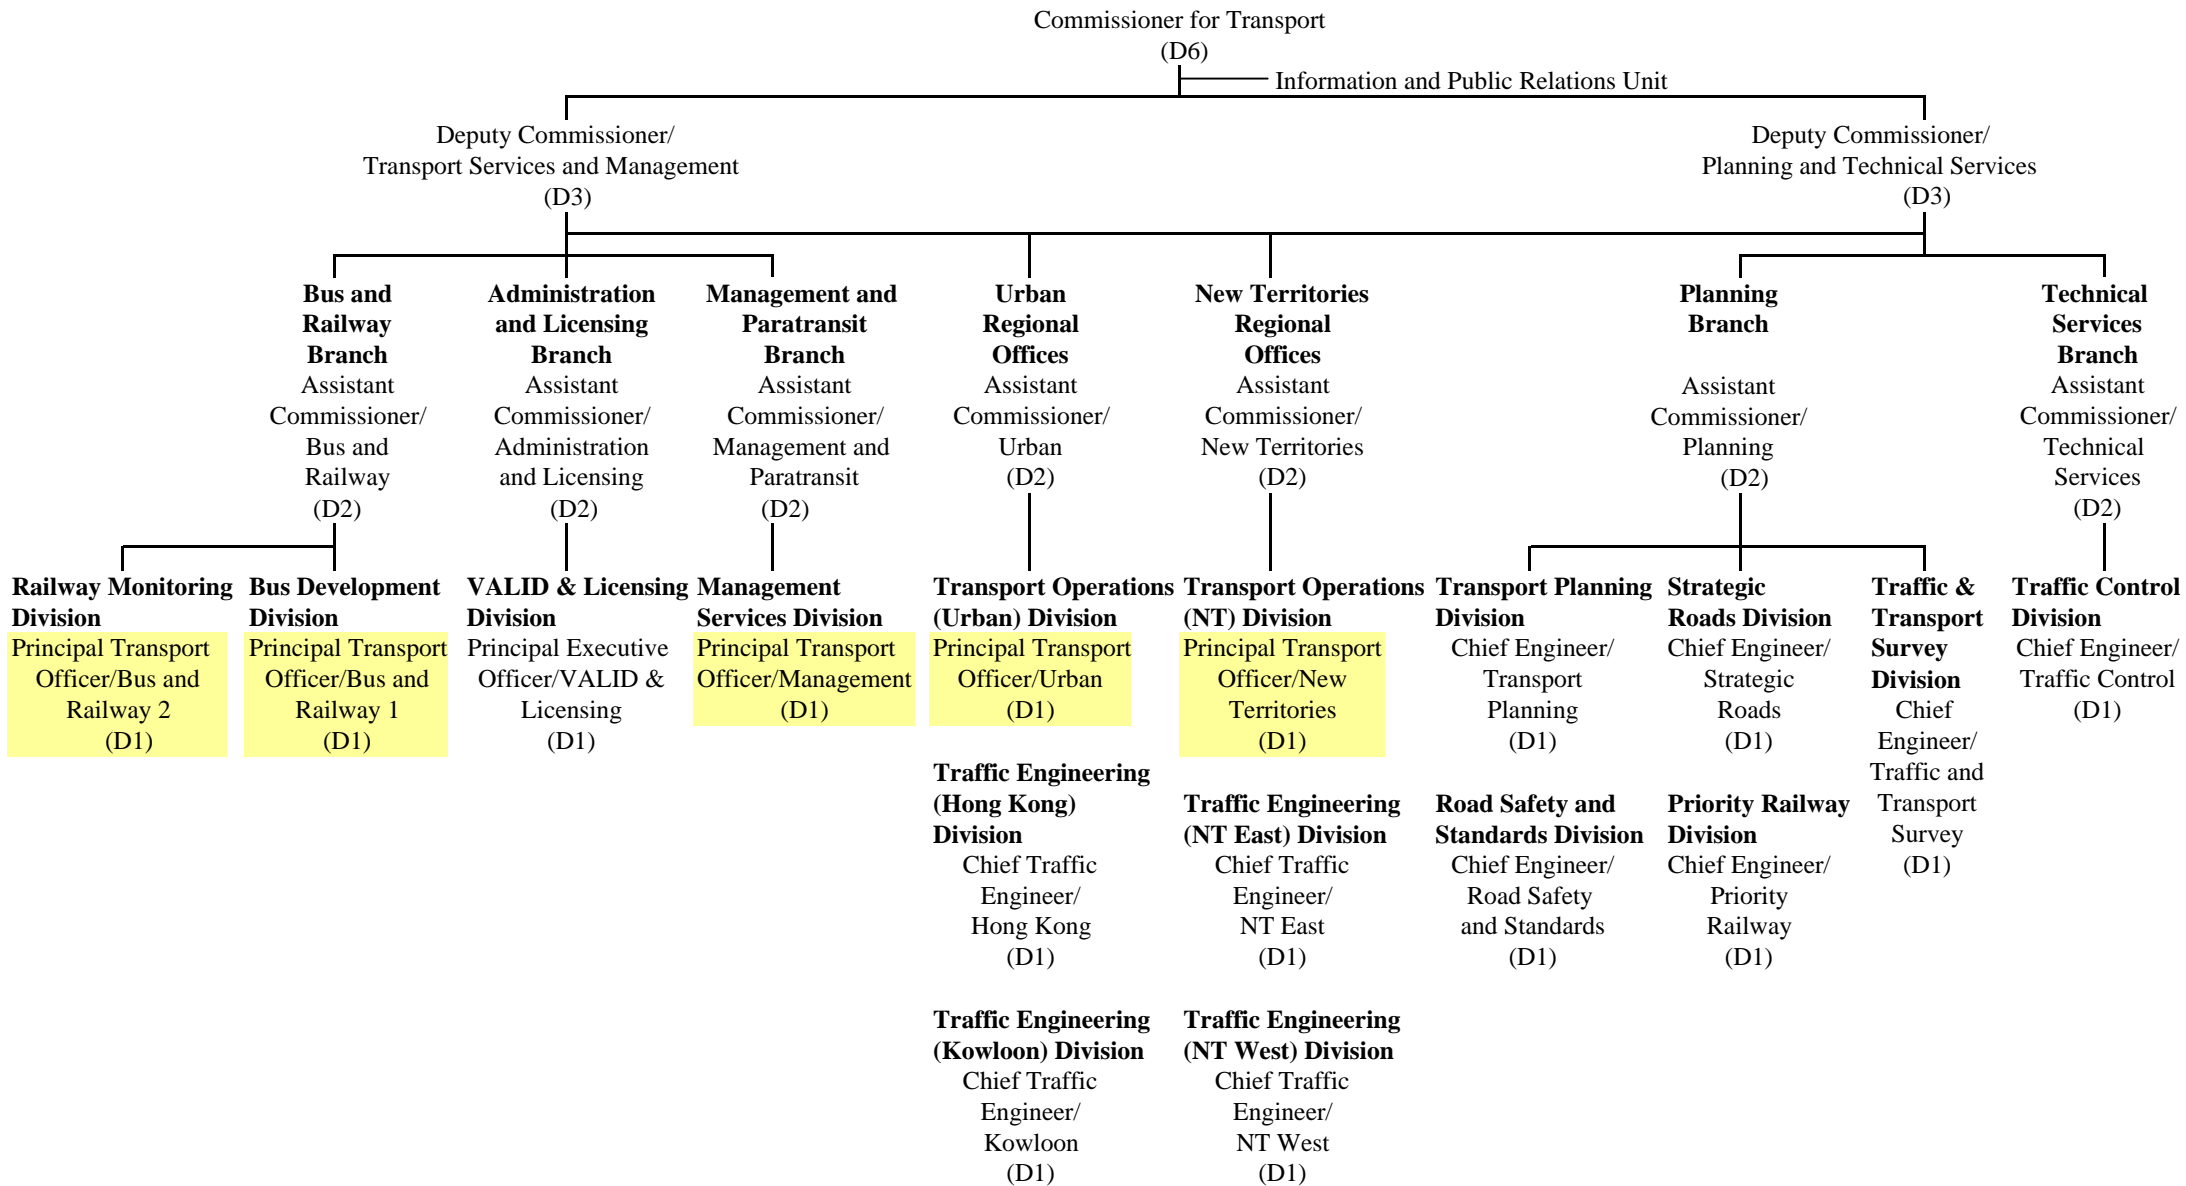 Commissioner for Transport
(D6)
Information and Public Relations Unit
Deputy Commissioner/
Transport Services and Management
(D3)
Deputy Commissioner/
Planning and Technical Services
(D3)
Bus and
Railway
Branch
Assistant
Commissioner/
Bus and
Railway
(D2)
Administration
and Licensing
Branch
Assistant
Commissioner/
Administration
and Licensing
(D2)
Management and
Paratransit
Branch
Assistant
Commissioner/
Management and
Paratransit
(D2)
Urban
Regional
Offices
Assistant
Commissioner/
Urban
(D2)
New Territories
Regional
Offices
Assistant
Commissioner/
New Territories
(D2)
Planning
Branch
Assistant
Commissioner/
Planning
(D2)
Technical
Services
Branch
Assistant
Commissioner/
Technical
Services
(D2)
Railway Monitoring
Division
Principal Transport
Officer/Bus and
Railway 2
(D1)
Bus Development
Division
Principal Transport
Officer/Bus and
Railway 1
(D1)
VALID & Licensing
Division
Principal Executive
Officer/VALID &
Licensing
(D1)
Management
Services Division
Principal Transport
Officer/Management
(D1)
Transport Operations
(Urban) Division
Principal Transport
Officer/Urban
(D1)
Traffic Engineering
(Hong Kong)
Division
Chief Traffic
Engineer/
Hong Kong
(D1)
Traffic Engineering
(Kowloon) Division
Chief Traffic
Engineer/
Kowloon
(D1)
Transport Operations
(NT) Division
Principal Transport
Officer/New
Territories
(D1)
Traffic Engineering
(NT East) Division
Chief Traffic
Engineer/
NT East
(D1)
Traffic Engineering
(NT West) Division
Chief Traffic
Engineer/
NT West
(D1)
Transport Planning
Division
Chief Engineer/
Transport
Planning
(D1)
Road Safety and
Standards Division
Chief Engineer/
Road Safety
and Standards
(D1)
Strategic
Roads Division
Chief Engineer/
Strategic
Roads
(D1)
Priority Railway
Division
Chief Engineer/
Priority
Railway
(D1)
Traffic &
Transport
Survey
Division
Chief
Engineer/
Traffic and
Transport
Survey
(D1)
Traffic Control
Division
Chief Engineer/
Traffic Control
(D1)